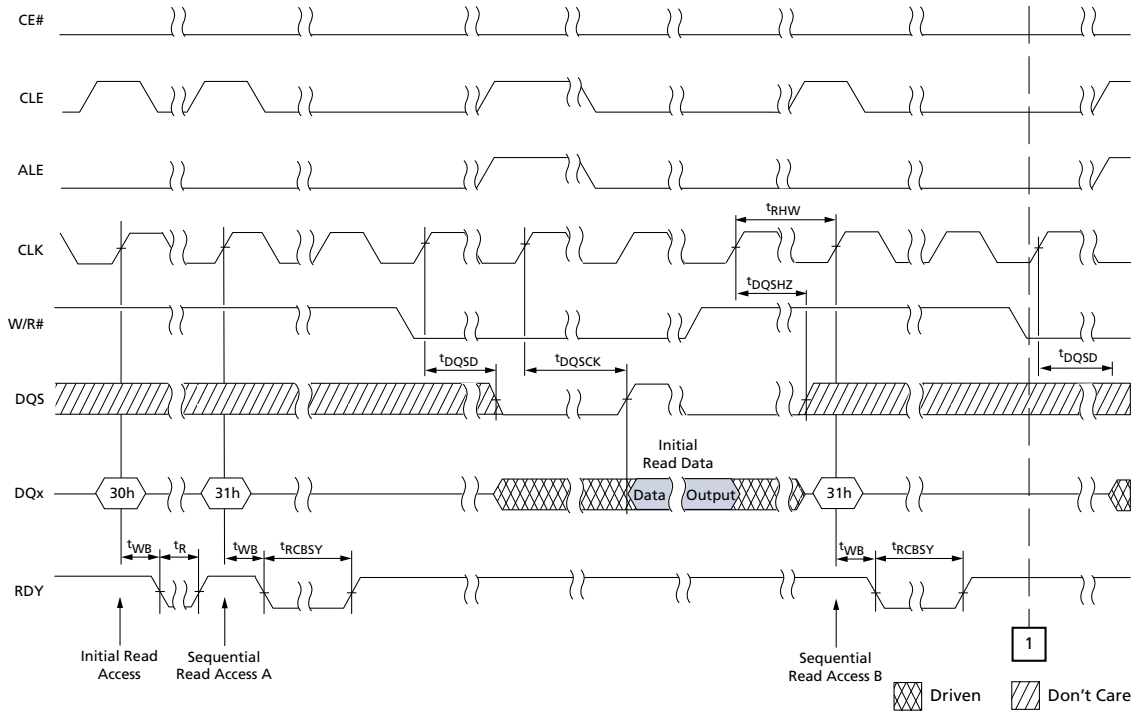 CE#
CLE
ALE
CLK
tRHW
tDQSHZ
W/R#
tDQSD
tDQSCK
tDQSD
DQS
Initial
Read Data
DQx
30h
31h
Data
Output
31h
tWB
tR
tWB
tRCBSY
tWB
tRCBSY
RDY
Initial Read
Access
Sequential
Read Access A
Sequential
Read Access B
1
Driven
Don't Care